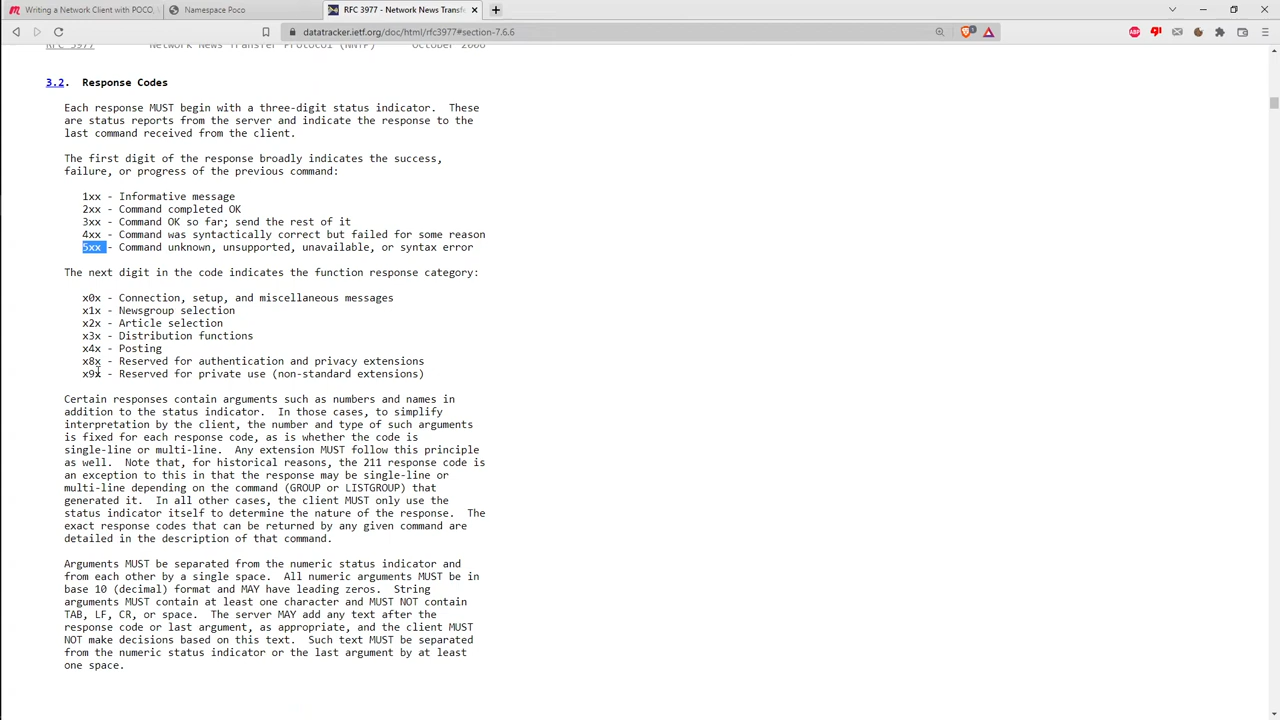 Writing a Network Client with POCO,
Namespace Poco
RFC 3977 - Network News Transfe
datatracker.ietf.org/doc/html/rfc3977#section-7.6.6
RFC 3977 Network News Transfer Protocol (NNTP) October 2006
3.2. Response Codes
Each response MUST begin with a three-digit status indicator. These
are status reports from the server and indicate the response to the
last command received from the client.
The first digit of the response broadly indicates the success,
failure, or progress of the previous command:
1xx - Informative message
2xx - Command completed OK
3xx - Command OK so far; send the rest of it
4xx - Command was syntactically correct but failed for some reason
5xx - Command unknown, unsupported, unavailable, or syntax error
The next digit in the code indicates the function response category:
x0x - Connection, setup, and miscellaneous messages
x1x - Newsgroup selection
x2x - Article selection
x3x - Distribution functions
x4x - Posting
x8x - Reserved for authentication and privacy extensions
x9x - Reserved for private use (non-standard extensions)
Certain responses contain arguments such as numbers and names in
addition to the status indicator. In those cases, to simplify
interpretation by the client, the number and type of such arguments
is fixed for each response code, as is whether the code is
single-line or multi-line. Any extension MUST follow this principle
as well. Note that, for historical reasons, the 211 response code is
an exception to this in that the response may be single-line or
multi-line depending on the command (GROUP or LISTGROUP) that
generated it. In all other cases, the client MUST only use the
status indicator itself to determine the nature of the response. The
exact response codes that can be returned by any given command are
detailed in the description of that command.
Arguments MUST be separated from the numeric status indicator and
from each other by a single space. All numeric arguments MUST be in
base 10 (decimal) format and MAY have leading zeros. String
arguments MUST contain at least one character and MUST NOT contain
TAB, LF, CR, or space. The server MAY add any text after the
response code or last argument, as appropriate, and the client MUST
NOT make decisions based on this text. Such text MUST be separated
from the numeric status indicator or the last argument by at least
one space.